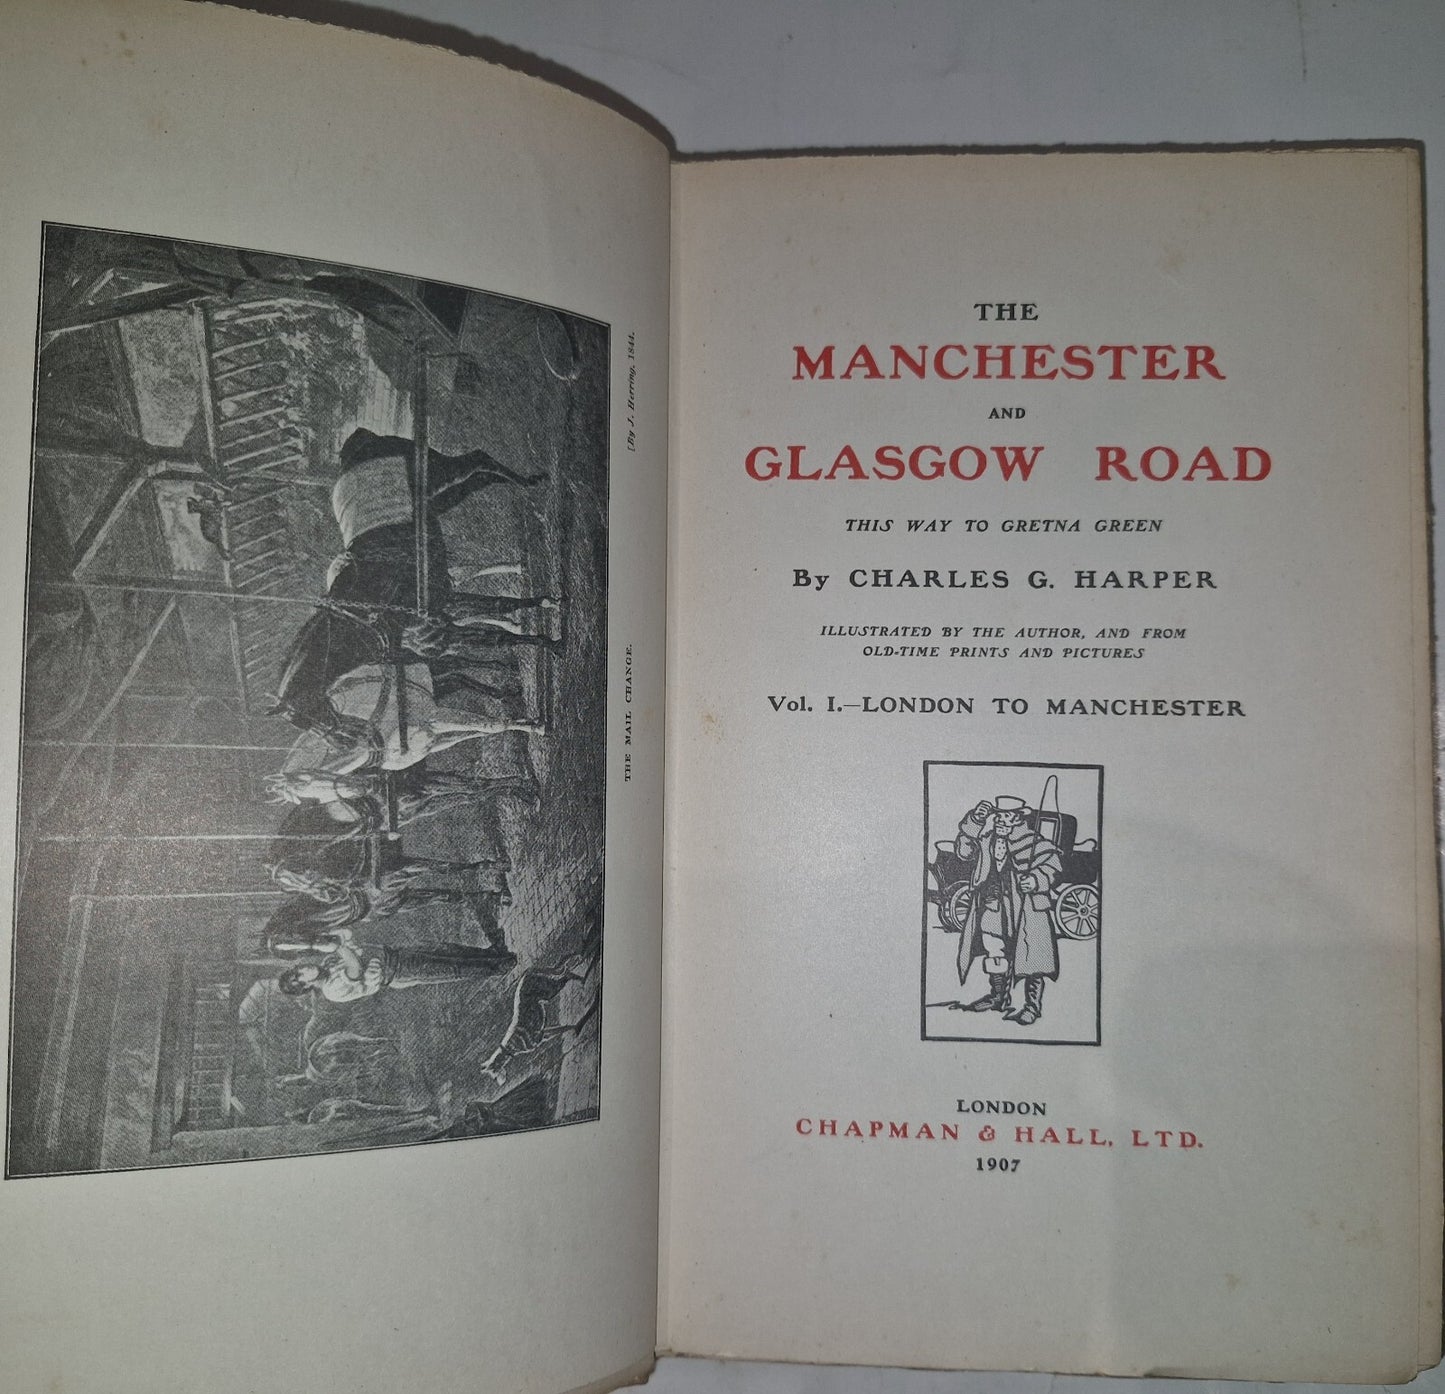 THE MAIL CHANGE.
[By J. Herring, 1844.
THE
MANCHESTER
AND
GLASGOW ROAD
THIS WAY TO GRETNA GREEN
By CHARLES G. HARPER
ILLUSTRATED BY THE AUTHOR, AND FROM
OLD-TIME PRINTS AND PICTURES
Vol. I.—LONDON TO MANCHESTER
LONDON
CHAPMAN & HALL, LTD.
1907